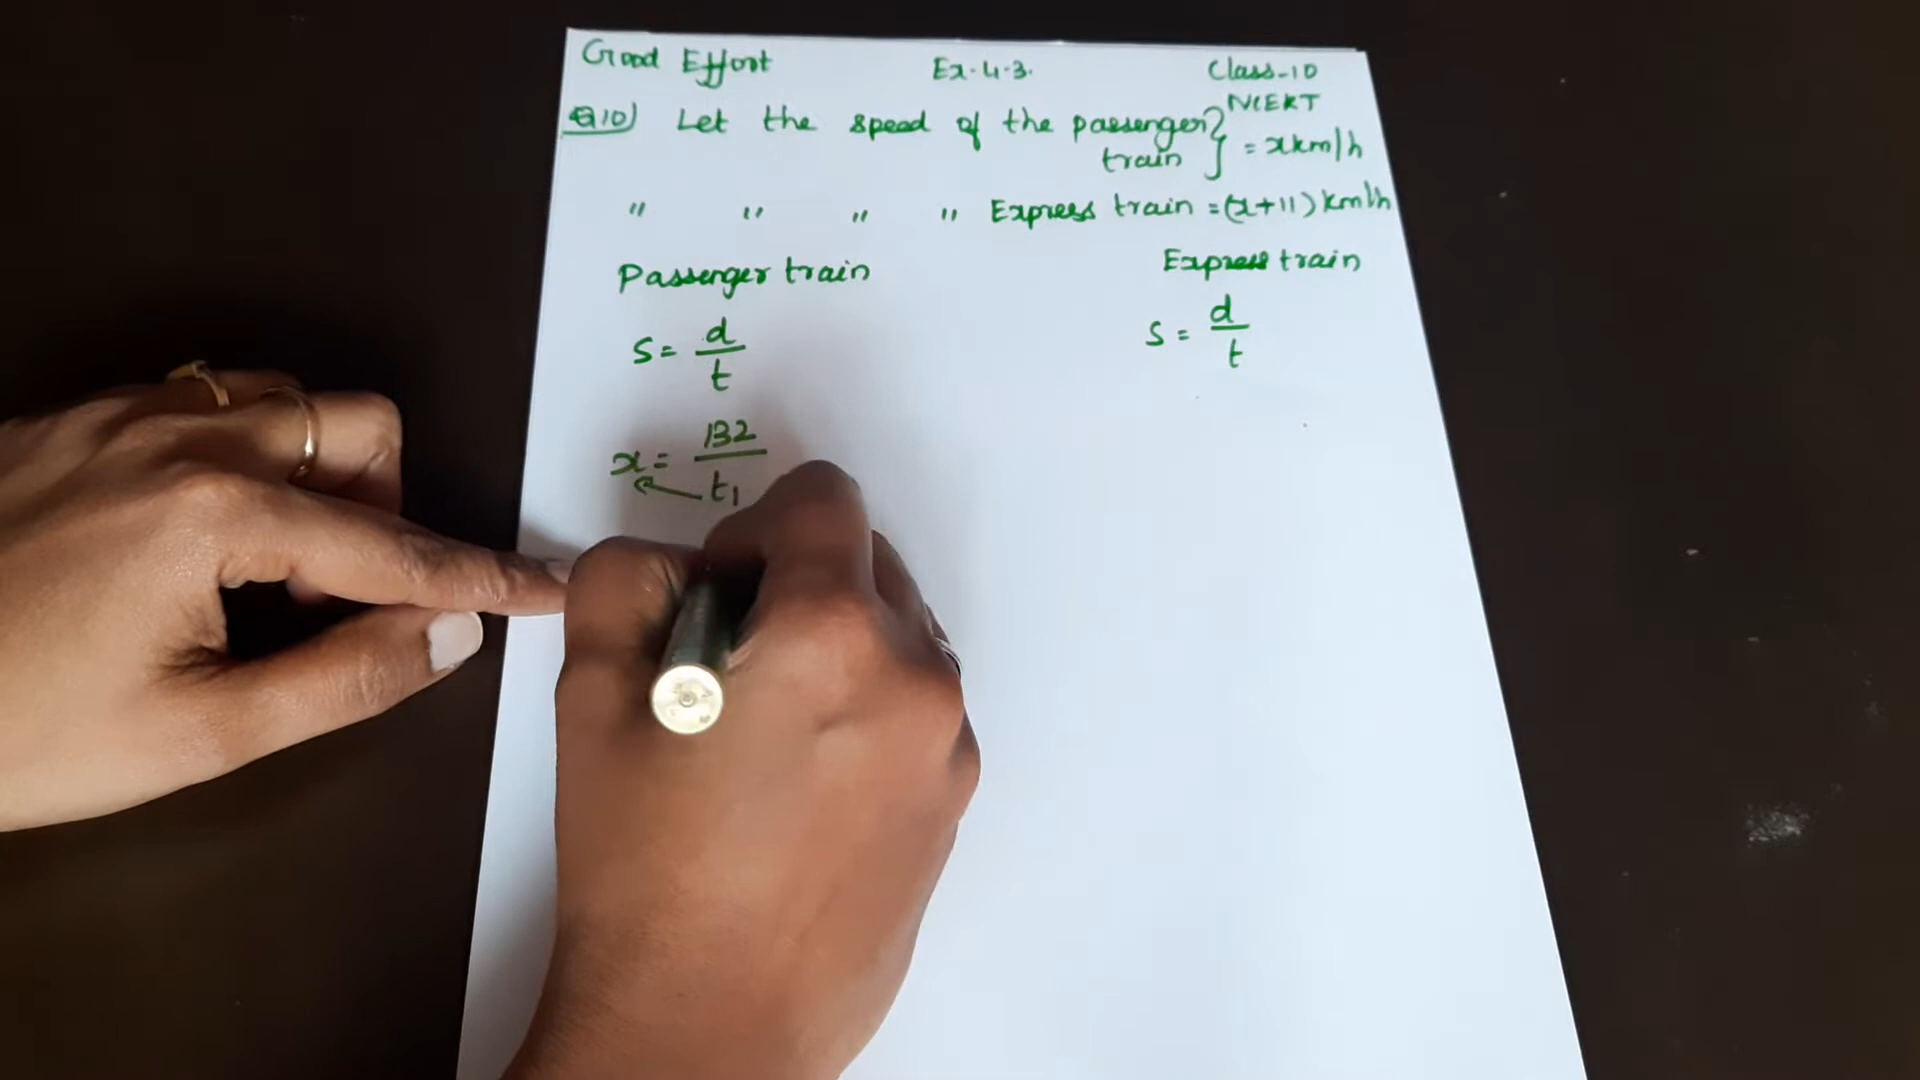 Good Effort Ex.4.3. Class-10
NCERT
Q10) Let the speed of the passenger
train } = x km/h
" " " " Express train = (x+11) km/h
Passenger train Express train
S = d/t S = d/t
x = 132/t₁